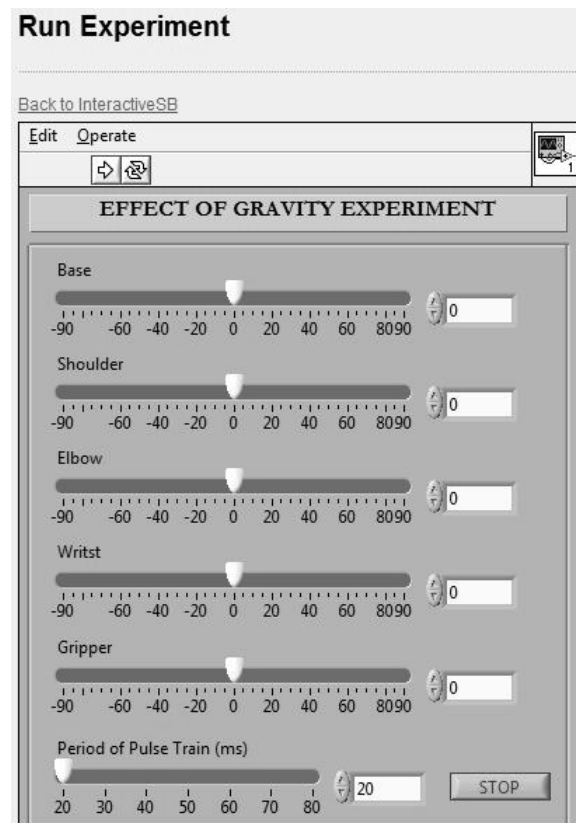 Run Experiment
Back to InteractiveSB
Edit Operate
1
EFFECT OF GRAVITY EXPERIMENT
Base
0
-90 -60 -40 -20 0 20 40 60 8090
Shoulder
0
-90 -60 -40 -20 0 20 40 60 8090
Elbow
0
-90 -60 -40 -20 0 20 40 60 8090
Writst
0
-90 -60 -40 -20 0 20 40 60 8090
Gripper
0
-90 -60 -40 -20 0 20 40 60 8090
Period of Pulse Train (ms)
20 STOP
20 30 40 50 60 70 80